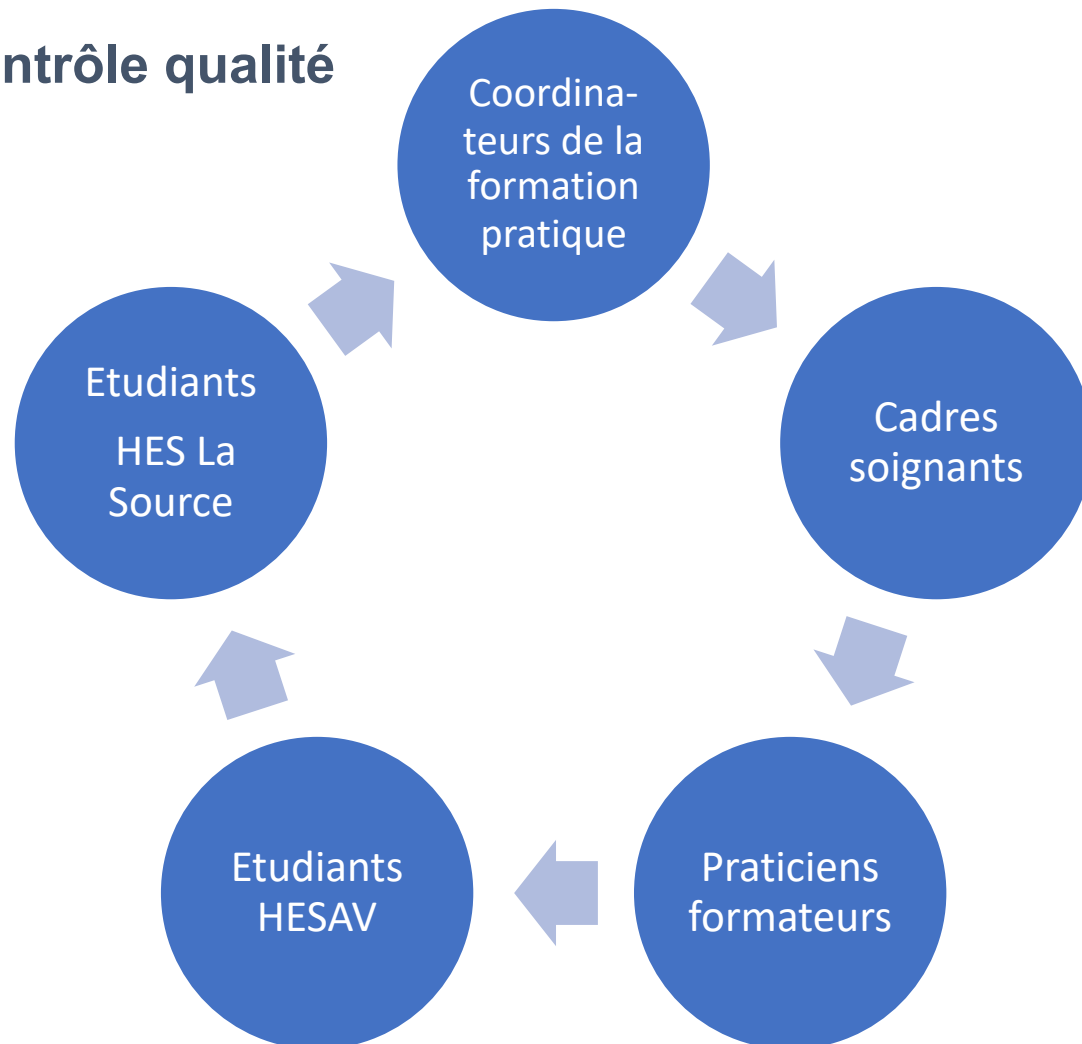 ntrôle qualité
Coordina-
teurs de la
formation
pratique
Cadres
soignants
Praticiens
formateurs
Etudiants
HESAV
Etudiants
HES La
Source